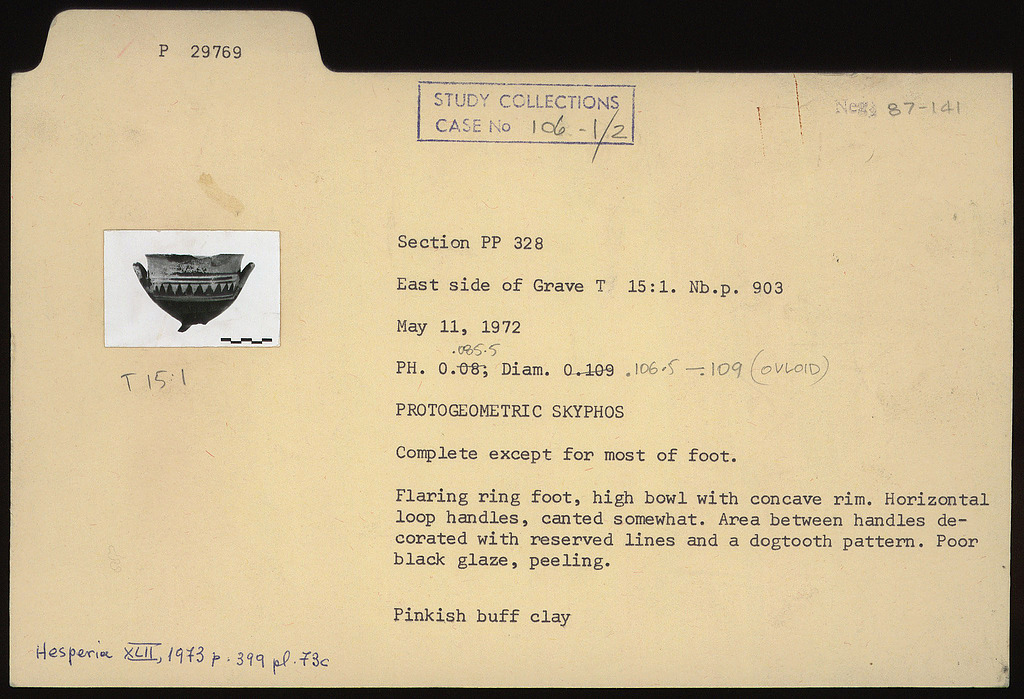 P 29769
STUDY COLLECTIONS
CASE No 106-1/2
Neg: 87-141
Section PP 328
East side of Grave T 15:1. Nb.p. 903
May 11, 1972
.085.5
PH. 0.08; Diam. 0.109 .106.5 — .109 (OVLOID)
T 15:1
PROTOGEOMETRIC SKYPHOS
Complete except for most of foot.
Flaring ring foot, high bowl with concave rim. Horizontal
loop handles, canted somewhat. Area between handles de-
corated with reserved lines and a dogtooth pattern. Poor
black glaze, peeling.
Pinkish buff clay
Hesperia XLII, 1973 p. 399 pl. 73c